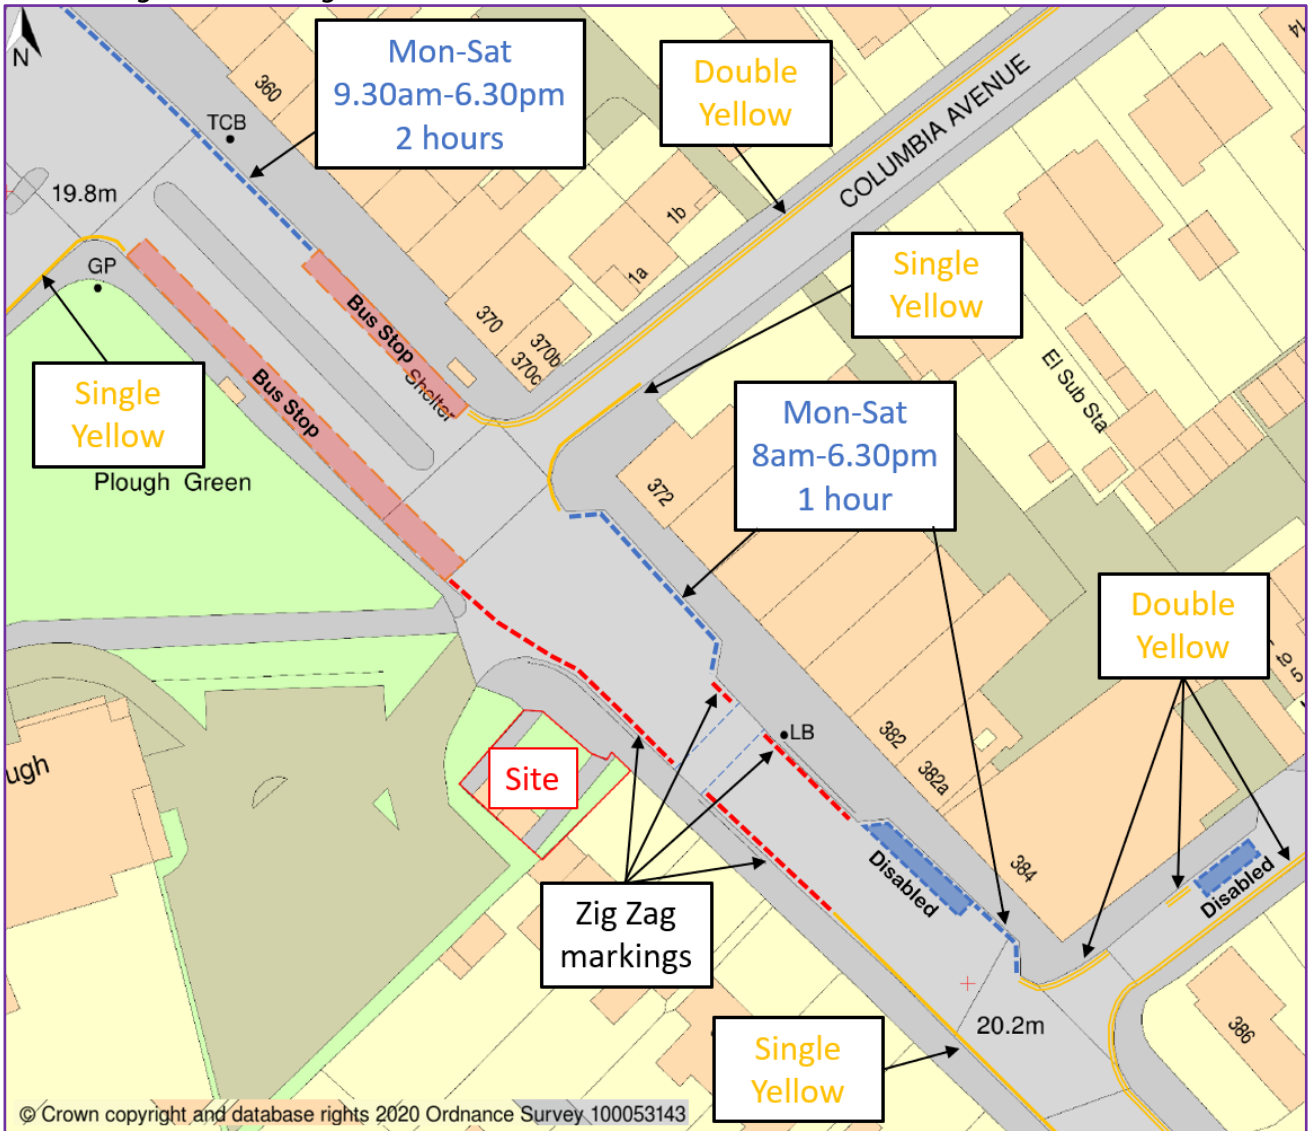 N
360
TCB
Mon-Sat
9.30am-6.30pm
2 hours
Double
Yellow
COLUMBIA AVENUE
14
19.8m
GP
1b
1a
Single
Yellow
Bus Stop
Shelter
370
370b
370c
Bus Stop
Single
Yellow
Plough Green
El Sub Sta
Mon-Sat
8am-6.30pm
1 hour
372
Double
Yellow
ugh
Site
LB
382
382a
384
Disabled
Disabled
Zig Zag
markings
20.2m
386
Single
Yellow
© Crown copyright and database rights 2020 Ordnance Survey 100053143